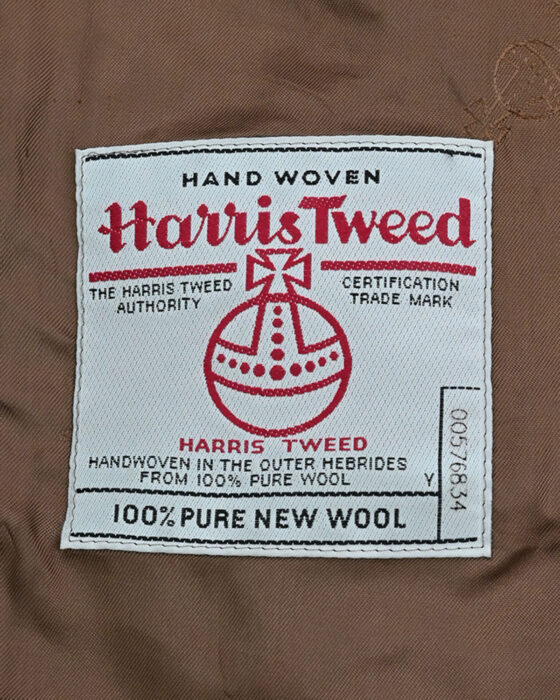 HAND WOVEN
Harris Tweed
THE HARRIS TWEED
AUTHORITY
CERTIFICATION
TRADE MARK
HARRIS TWEED
HANDWOVEN IN THE OUTER HEBRIDES
FROM 100% PURE WOOL
Y
00576834
100% PURE NEW WOOL